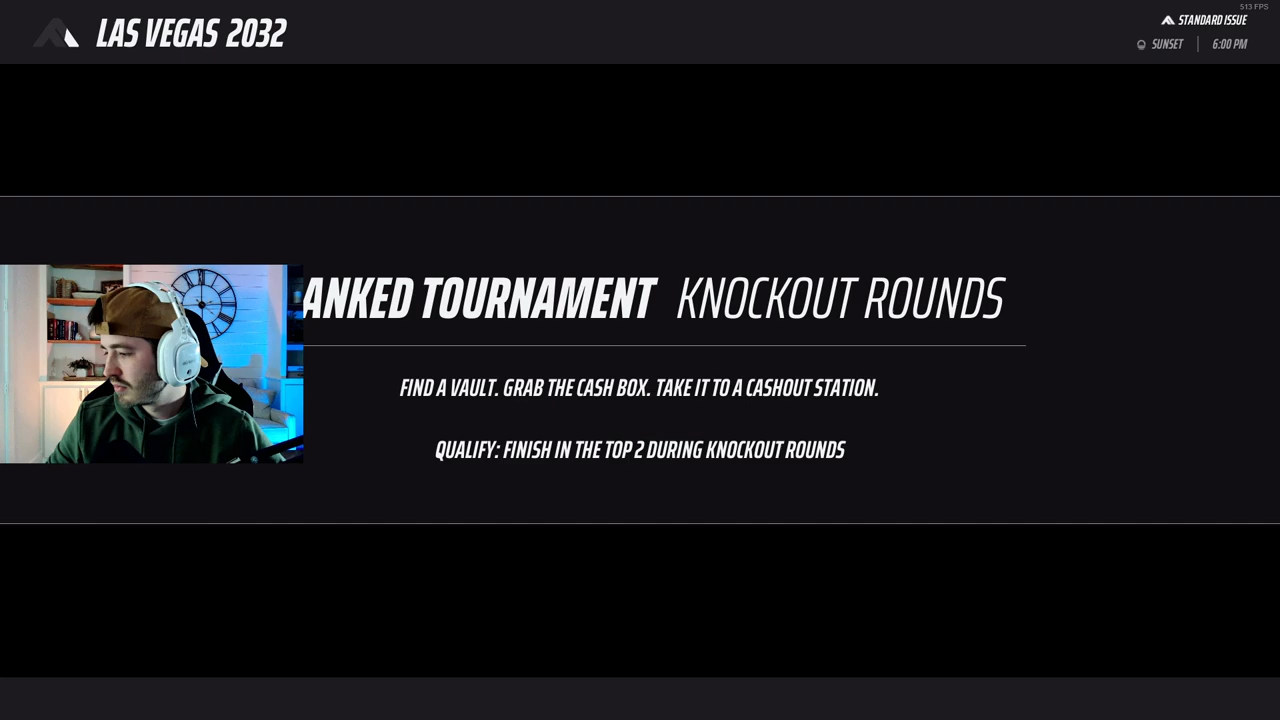 513 FPS
LAS VEGAS 2032
STANDARD ISSUE
SUNSET 6:00 PM
ANKED TOURNAMENT KNOCKOUT ROUNDS
FIND A VAULT. GRAB THE CASH BOX. TAKE IT TO A CASHOUT STATION.
QUALIFY: FINISH IN THE TOP 2 DURING KNOCKOUT ROUNDS